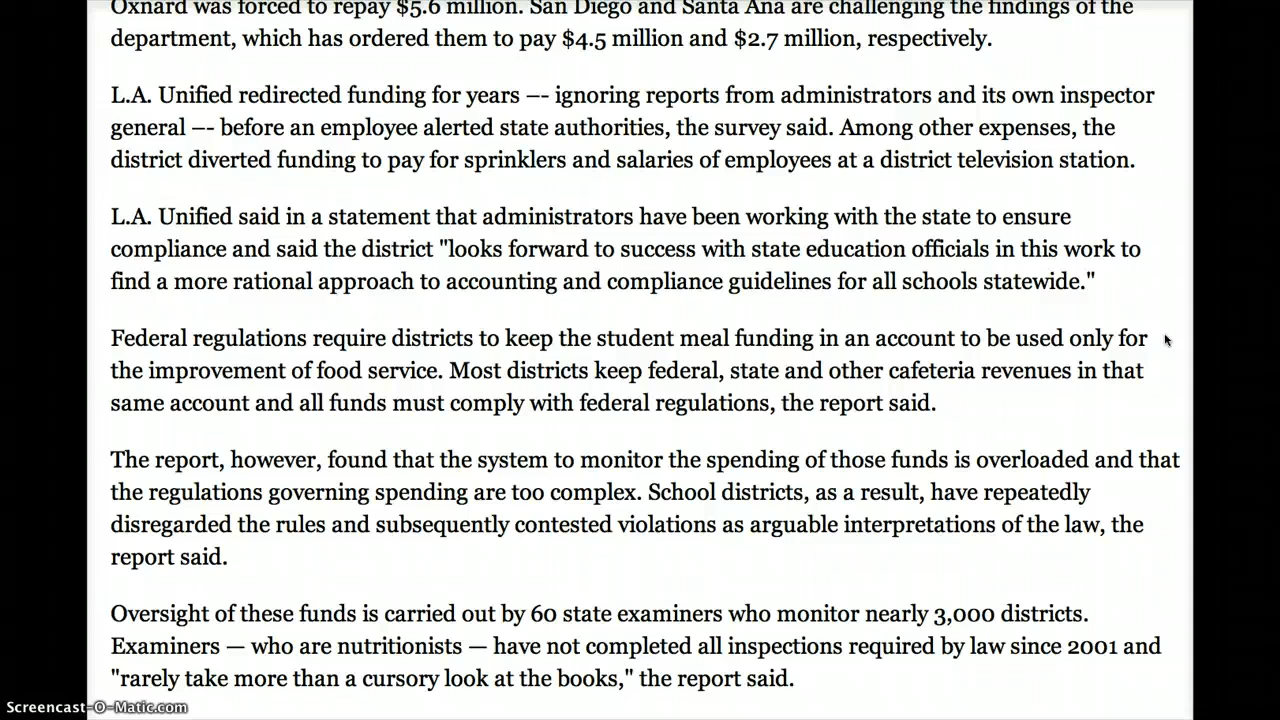 Oxnard was forced to repay $5.6 million. San Diego and Santa Ana are challenging the findings of the
department, which has ordered them to pay $4.5 million and $2.7 million, respectively.
L.A. Unified redirected funding for years –- ignoring reports from administrators and its own inspector
general –- before an employee alerted state authorities, the survey said. Among other expenses, the
district diverted funding to pay for sprinklers and salaries of employees at a district television station.
L.A. Unified said in a statement that administrators have been working with the state to ensure
compliance and said the district "looks forward to success with state education officials in this work to
find a more rational approach to accounting and compliance guidelines for all schools statewide."
Federal regulations require districts to keep the student meal funding in an account to be used only for
the improvement of food service. Most districts keep federal, state and other cafeteria revenues in that
same account and all funds must comply with federal regulations, the report said.
The report, however, found that the system to monitor the spending of those funds is overloaded and that
the regulations governing spending are too complex. School districts, as a result, have repeatedly
disregarded the rules and subsequently contested violations as arguable interpretations of the law, the
report said.
Oversight of these funds is carried out by 60 state examiners who monitor nearly 3,000 districts.
Examiners — who are nutritionists — have not completed all inspections required by law since 2001 and
"rarely take more than a cursory look at the books," the report said.
Screencast-O-Matic.com